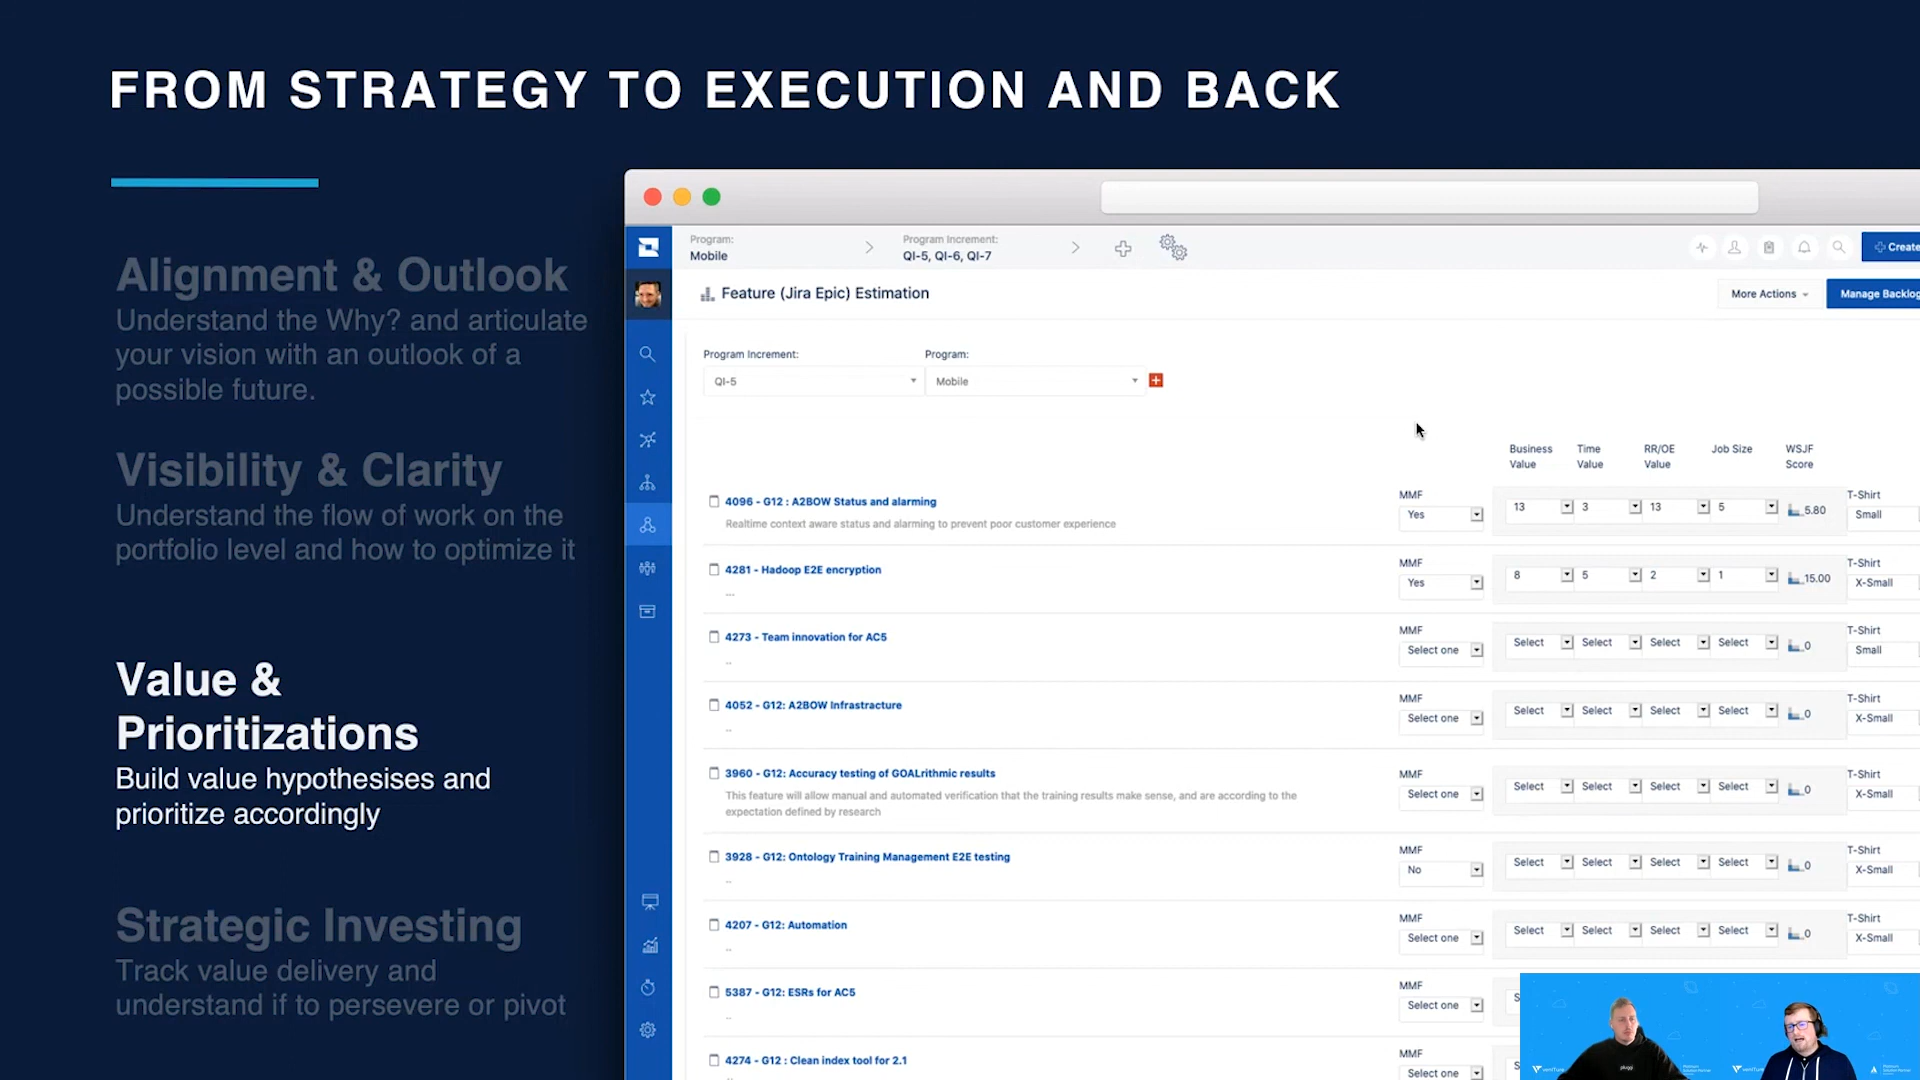 FROM STRATEGY TO EXECUTION AND BACK
Alignment & Outlook
Understand the Why? and articulate
your vision with an outlook of a
possible future.
Visibility & Clarity
Understand the flow of work on the
portfolio level and how to optimize it
Value &
Prioritizations
Build value hypothesises and
prioritize accordingly
Strategic Investing
Track value delivery and
understand if to persevere or pivot
Program:
Mobile
Program Increment:
QI-5, QI-6, QI-7
Create
Feature (Jira Epic) Estimation
More Actions
Manage Backlog
Program Increment:
Program:
QI-5
Mobile
Business Value
Time Value
RR/OE Value
Job Size
WSJF Score
4096 - G12 : A2BOW Status and alarming
Realtime context aware status and alarming to prevent poor customer experience
MMF
Yes
13 3 13 5 5.80
T-Shirt
Small
4281 - Hadoop E2E encryption
...
MMF
Yes
8 5 2 1 15.00
T-Shirt
X-Small
4273 - Team innovation for AC5
..
MMF
Select one
Select Select Select Select 0
T-Shirt
Small
4052 - G12: A2BOW Infrastracture
..
MMF
Select one
Select Select Select Select 0
T-Shirt
X-Small
3960 - G12: Accuracy testing of GOALrithmic results
This feature will allow manual and automated verification that the training results make sense, and are according to the
expectation defined by research
MMF
Select one
Select Select Select Select 0
T-Shirt
X-Small
3928 - G12: Ontology Training Management E2E testing
..
MMF
No
Select Select Select Select 0
T-Shirt
X-Small
4207 - G12: Automation
..
MMF
Select one
Select Select Select Select 0
T-Shirt
X-Small
5387 - G12: ESRs for AC5
..
MMF
Select one
4274 - G12 : Clean index tool for 2.1
MMF
Select one